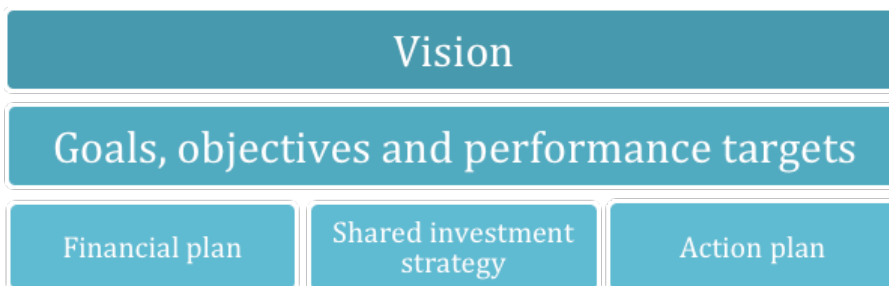 Vision
Goals, objectives and performance targets
Financial plan
Shared investment
strategy
Action plan